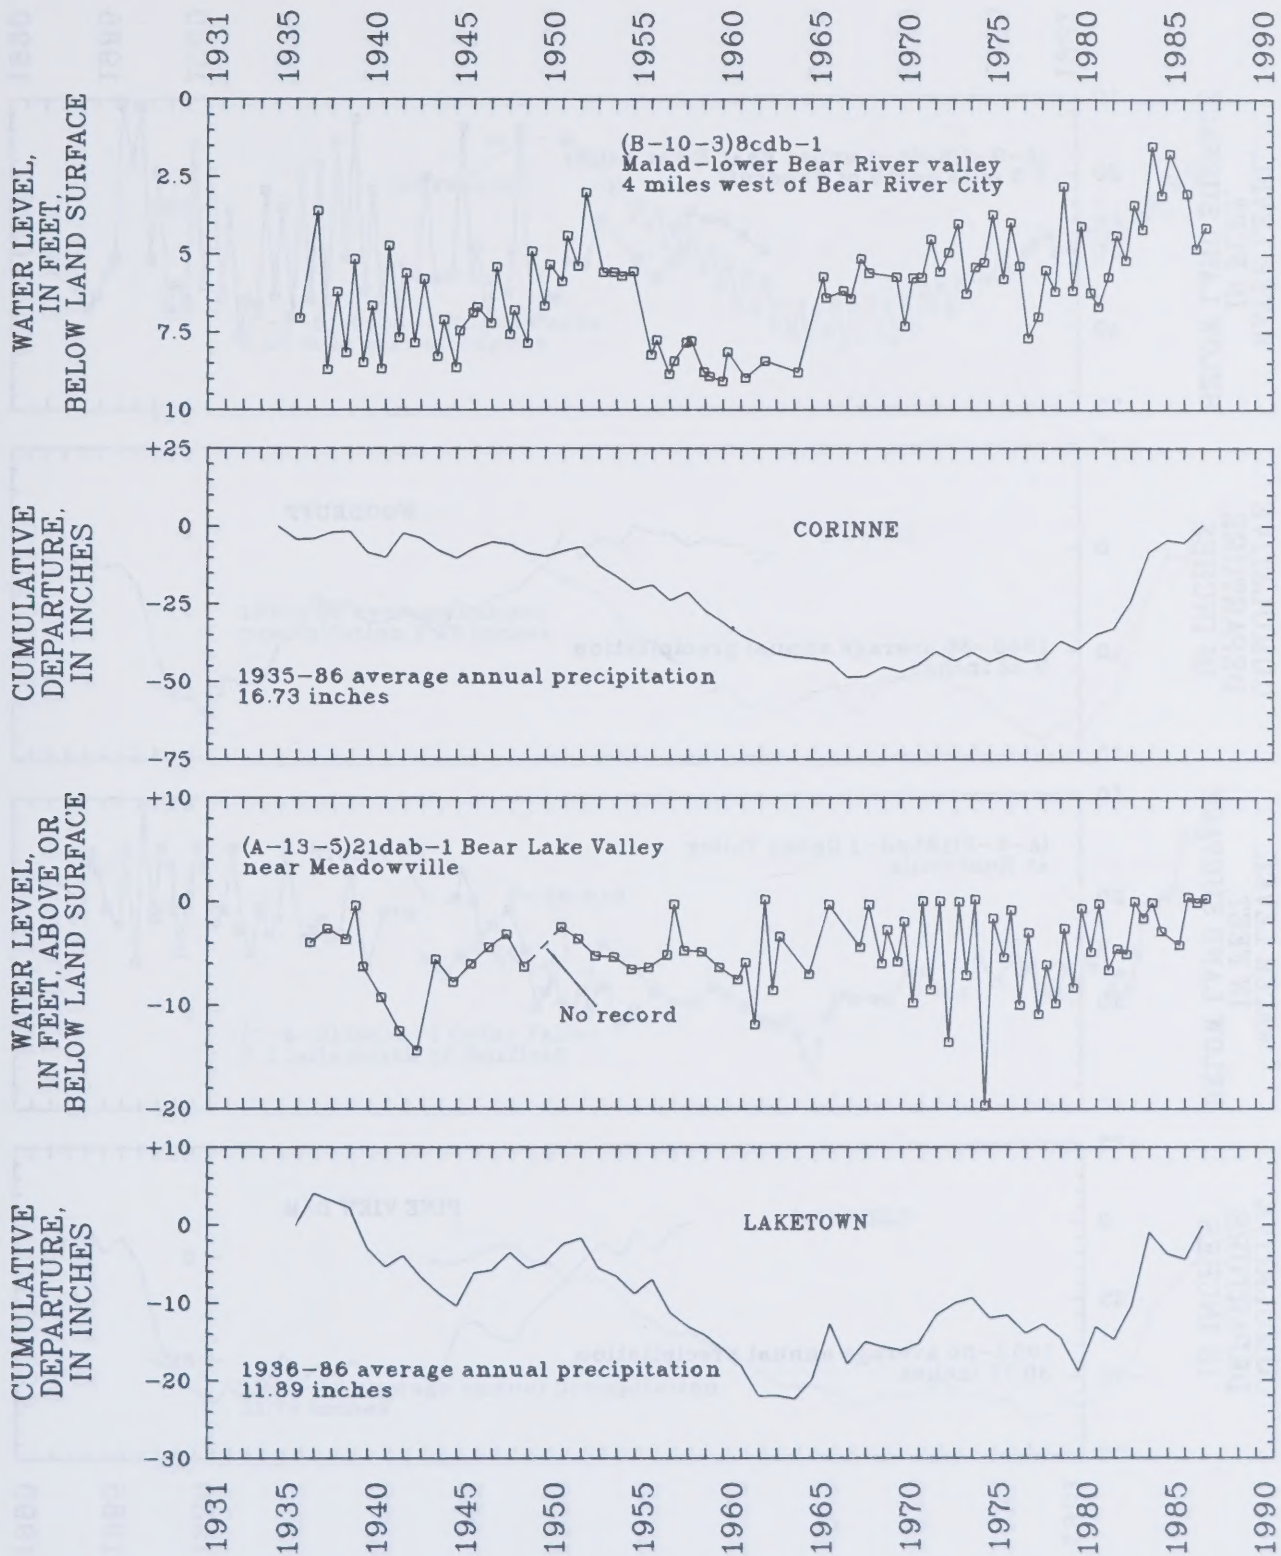 1931 1935 1940 1945 1950 1955 1960 1965 1970 1975 1980 1985 1990
WATER LEVEL,
IN FEET,
BELOW LAND SURFACE
0
2.5
5
7.5
10
(B-10-3)8cdb-1
Malad-lower Bear River valley
4 miles west of Bear River City
CUMULATIVE
DEPARTURE,
IN INCHES
+25
0
-25
-50
-75
CORINNE
1935-86 average annual precipitation
16.73 inches
WATER LEVEL,
IN FEET, ABOVE OR
BELOW LAND SURFACE
+10
0
-10
-20
(A-13-5)21dab-1 Bear Lake Valley
near Meadowville
No record
CUMULATIVE
DEPARTURE,
IN INCHES
+10
0
-10
-20
-30
LAKETOWN
1936-86 average annual precipitation
11.89 inches
1931 1935 1940 1945 1950 1955 1960 1965 1970 1975 1980 1985 1990